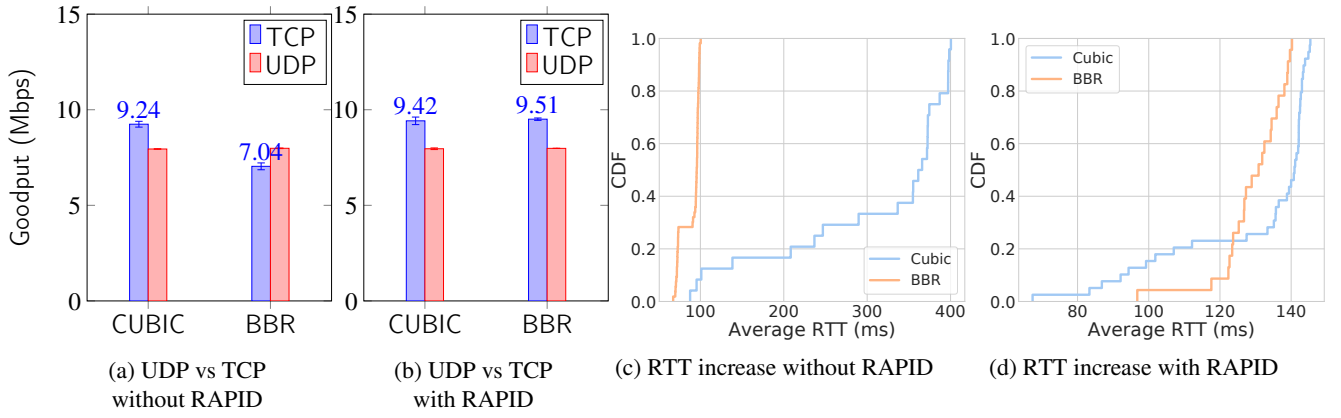 15
10
5
0
Goodput (Mbps)
TCP
UDP
9.24
7.04
CUBIC
BBR
(a) UDP vs TCP
without RAPID
15
10
5
0
TCP
UDP
9.42
9.51
CUBIC
BBR
(b) UDP vs TCP
with RAPID
1.0
0.8
0.6
0.4
0.2
0.0
CDF
Cubic
BBR
100
200
300
400
Average RTT (ms)
(c) RTT increase without RAPID
1.0
0.8
0.6
0.4
0.2
0.0
CDF
Cubic
BBR
80
100
120
140
Average RTT (ms)
(d) RTT increase with RAPID